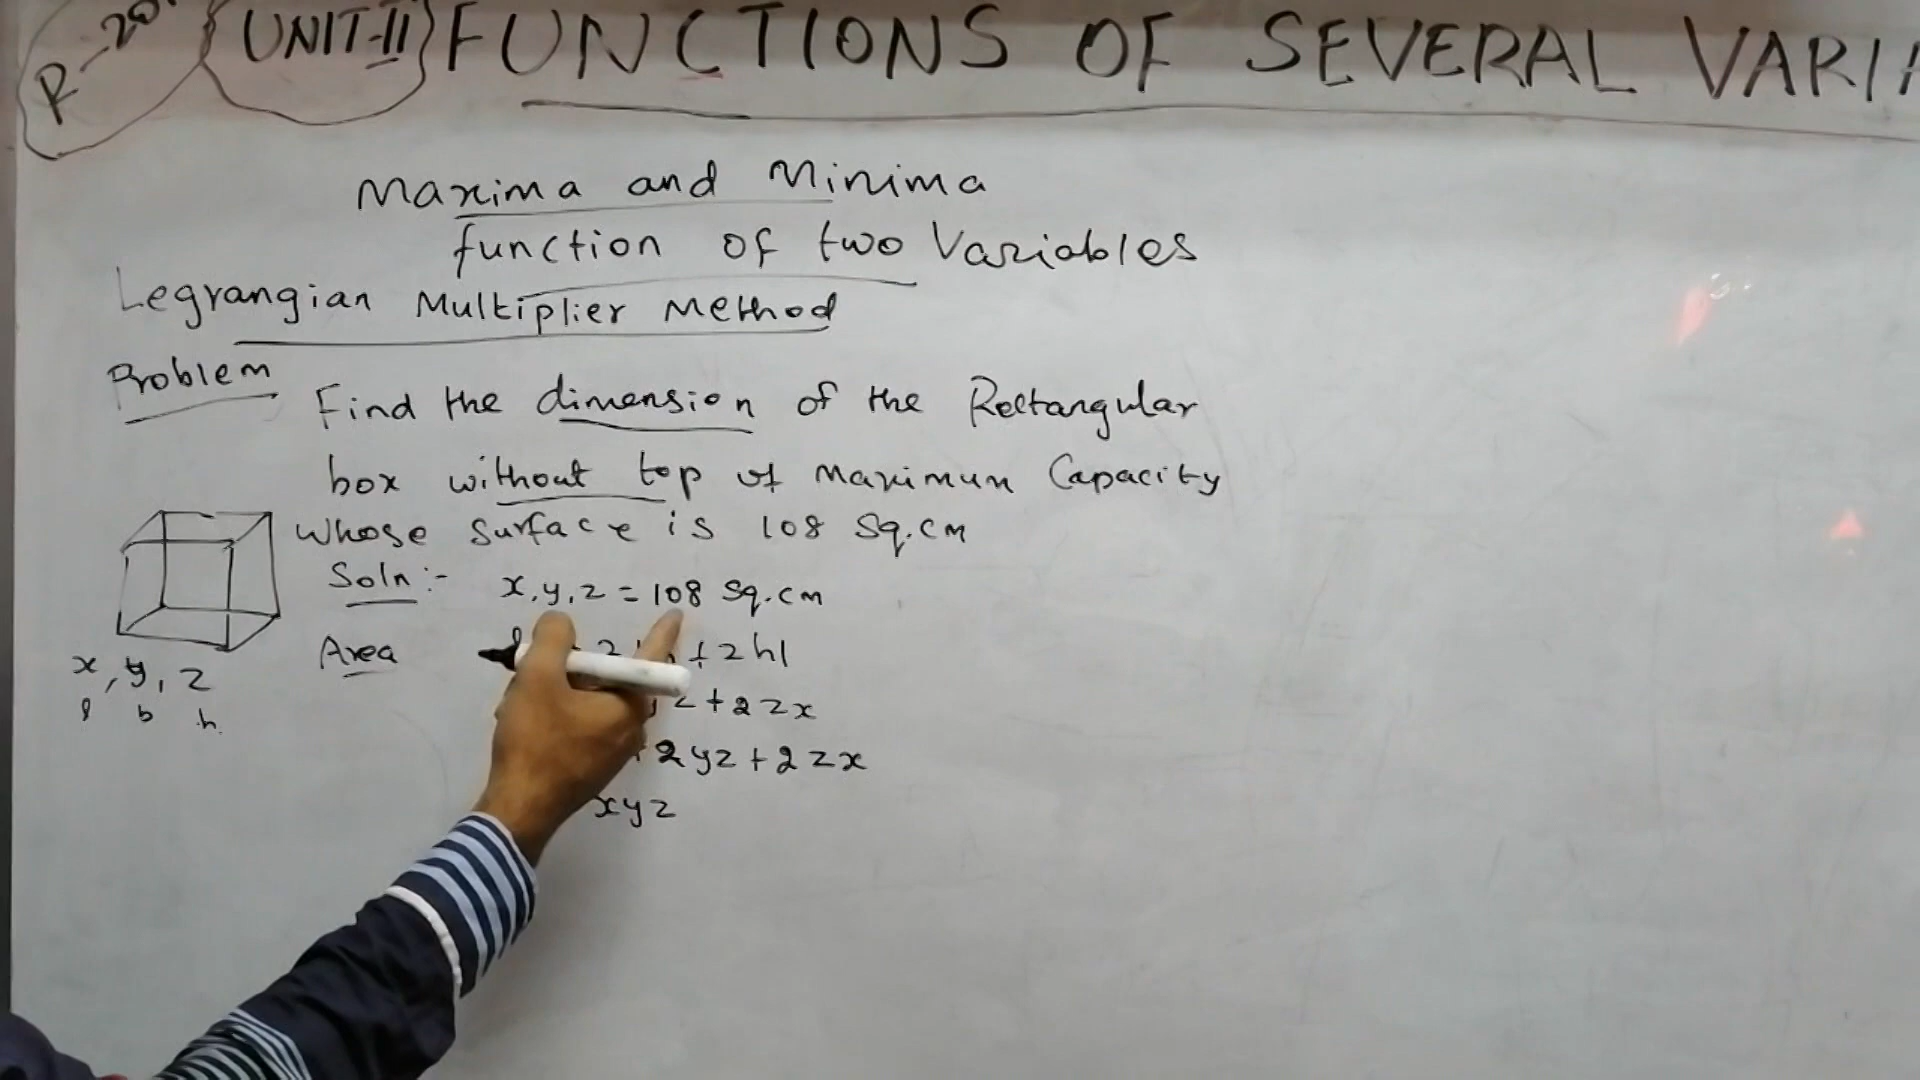 R-20 UNIT-II FUNCTIONS OF SEVERAL VARI
Maxima and Minima
function of two Variables
Legrangian Multiplier Method
Problem
Find the dimension of the Rectangular
box without top of Maximum Capacity
Whose Surface is 108 Sq.cm
Soln:- x,y,z = 108 Sq.cm
Area + 2hl
x, y, z
l b h
z + 2zx
2yz + 2zx
xyz